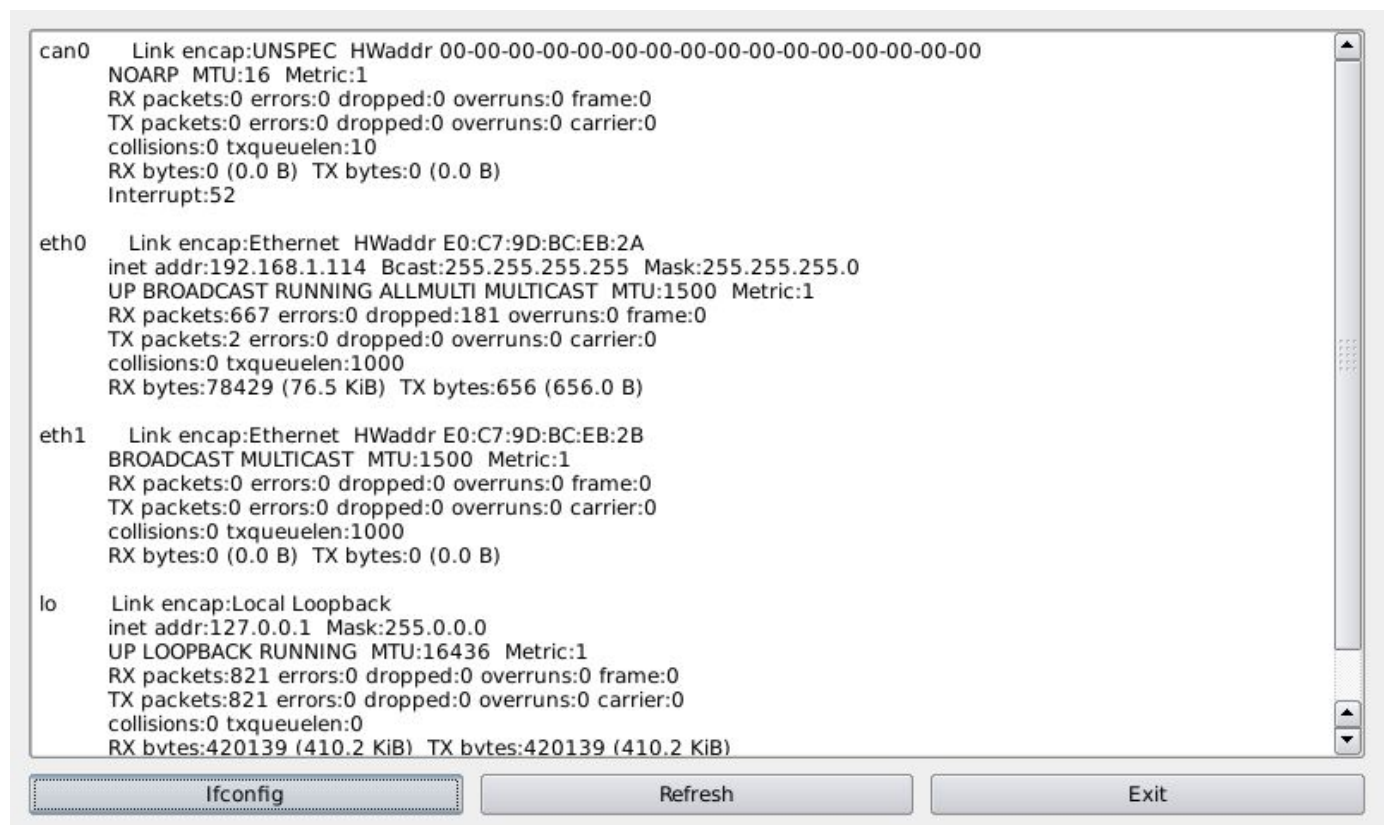 can0 Link encap:UNSPEC HWaddr 00-00-00-00-00-00-00-00-00-00-00-00-00-00-00-00
NOARP MTU:16 Metric:1
RX packets:0 errors:0 dropped:0 overruns:0 frame:0
TX packets:0 errors:0 dropped:0 overruns:0 carrier:0
collisions:0 txqueuelen:10
RX bytes:0 (0.0 B) TX bytes:0 (0.0 B)
Interrupt:52
eth0 Link encap:Ethernet HWaddr E0:C7:9D:BC:EB:2A
inet addr:192.168.1.114 Bcast:255.255.255.255 Mask:255.255.255.0
UP BROADCAST RUNNING ALLMULTI MULTICAST MTU:1500 Metric:1
RX packets:667 errors:0 dropped:181 overruns:0 frame:0
TX packets:2 errors:0 dropped:0 overruns:0 carrier:0
collisions:0 txqueuelen:1000
RX bytes:78429 (76.5 KiB) TX bytes:656 (656.0 B)
eth1 Link encap:Ethernet HWaddr E0:C7:9D:BC:EB:2B
BROADCAST MULTICAST MTU:1500 Metric:1
RX packets:0 errors:0 dropped:0 overruns:0 frame:0
TX packets:0 errors:0 dropped:0 overruns:0 carrier:0
collisions:0 txqueuelen:1000
RX bytes:0 (0.0 B) TX bytes:0 (0.0 B)
lo Link encap:Local Loopback
inet addr:127.0.0.1 Mask:255.0.0.0
UP LOOPBACK RUNNING MTU:16436 Metric:1
RX packets:821 errors:0 dropped:0 overruns:0 frame:0
TX packets:821 errors:0 dropped:0 overruns:0 carrier:0
collisions:0 txqueuelen:0
RX bytes:420139 (410.2 KiB) TX bytes:420139 (410.2 KiB)
Ifconfig Refresh Exit